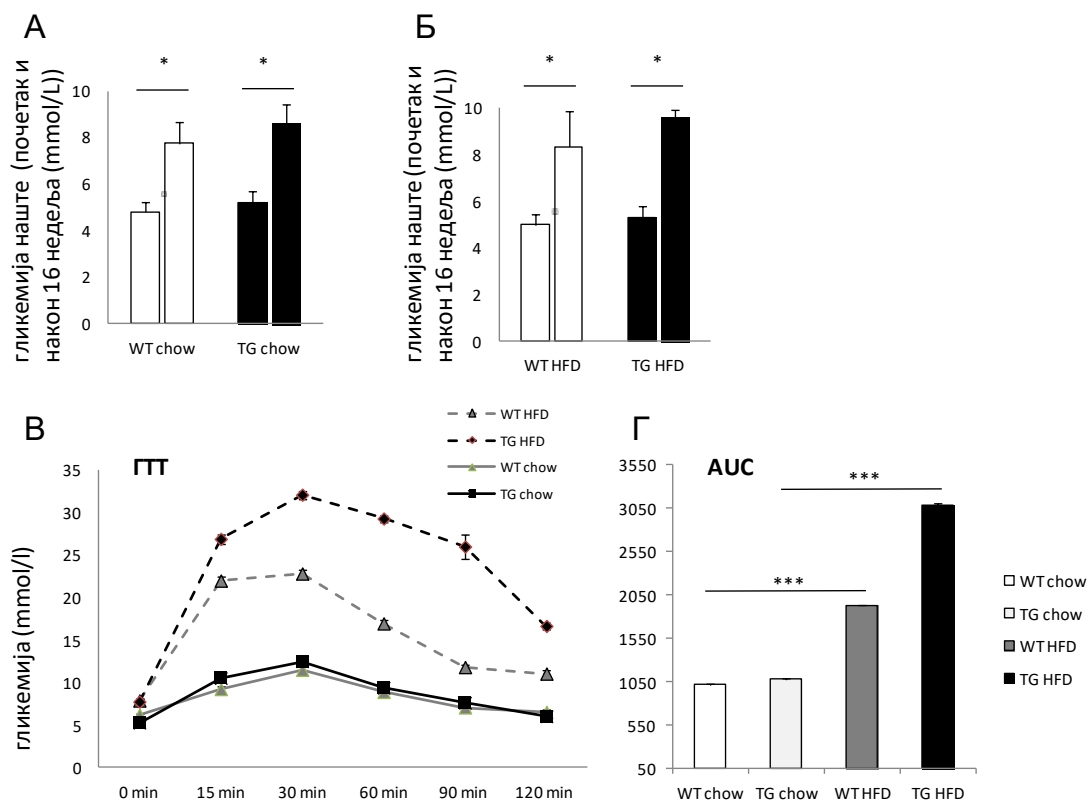 А
гликемија наште (почетак и
након 16 недеља (mmol/L))
* *
10
8
6
4
2
0
WT chow TG chow
Б
гликемија наште (почетак и
након 16 недеља (mmol/L))
* *
10
8
6
4
2
0
WT HFD TG HFD
В
WT HFD
TG HFD
WT chow
TG chow
ГТТ
гликемија (mmol/l)
35
30
25
20
15
10
5
0
0 min 15 min 30 min 60 min 90 min 120 min
Г
AUC
***
***
3550
3050
2550
2050
1550
1050
550
50
WT chow TG chow WT HFD TG HFD
WT chow
TG chow
WT HFD
TG HFD